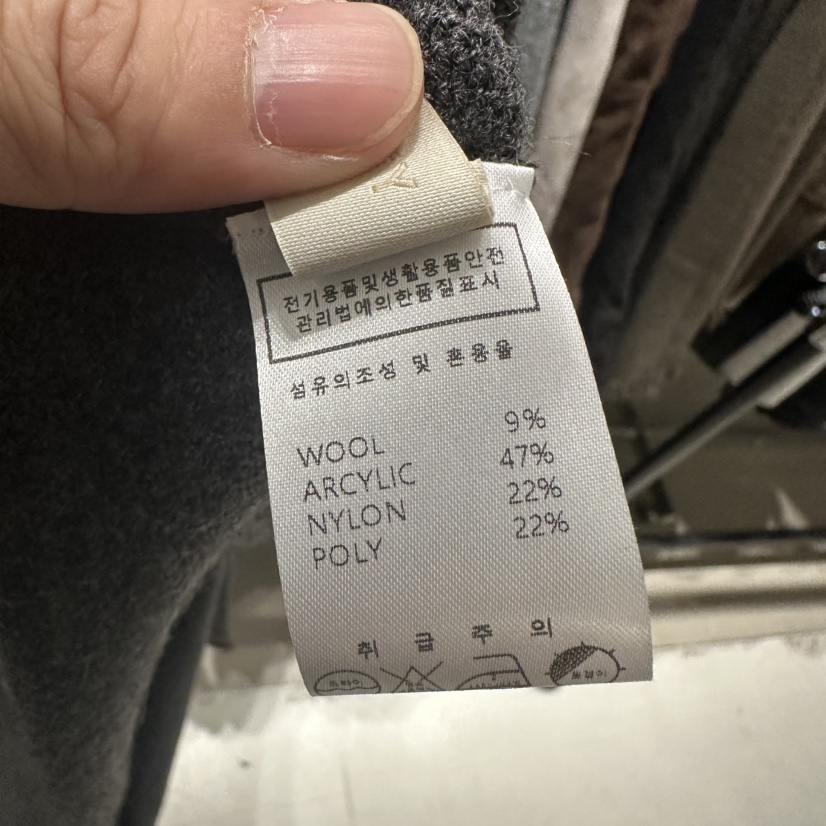 전기용품및생활용품안전
관리법에의한품질표시
섬유의조성 및 혼용율
WOOL 9%
ARCYLIC 47%
NYLON 22%
POLY 22%
취 급 주 의